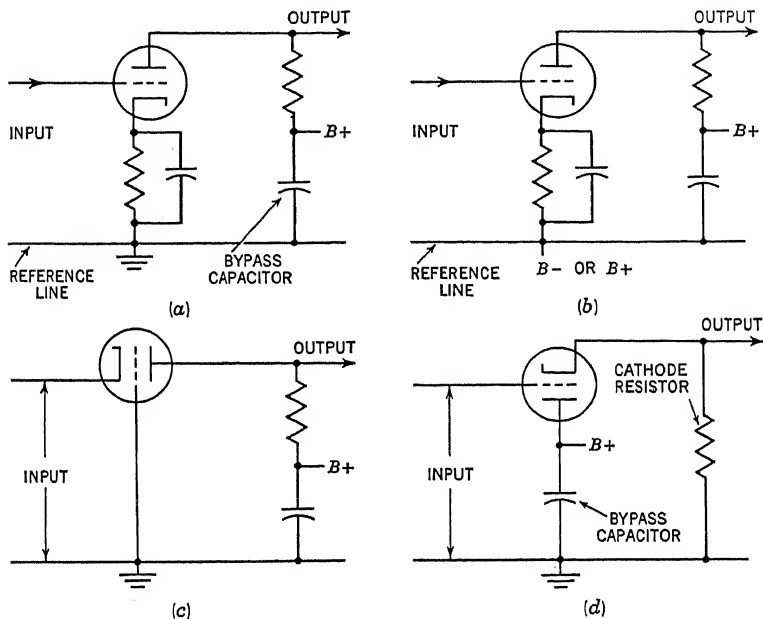 OUTPUT
INPUT
B+
BYPASS
CAPACITOR
REFERENCE
LINE
(a)
OUTPUT
INPUT
B+
REFERENCE
LINE
B- OR B+
(b)
OUTPUT
INPUT
B+
(c)
OUTPUT
CATHODE
RESISTOR
INPUT
B+
BYPASS
CAPACITOR
(d)